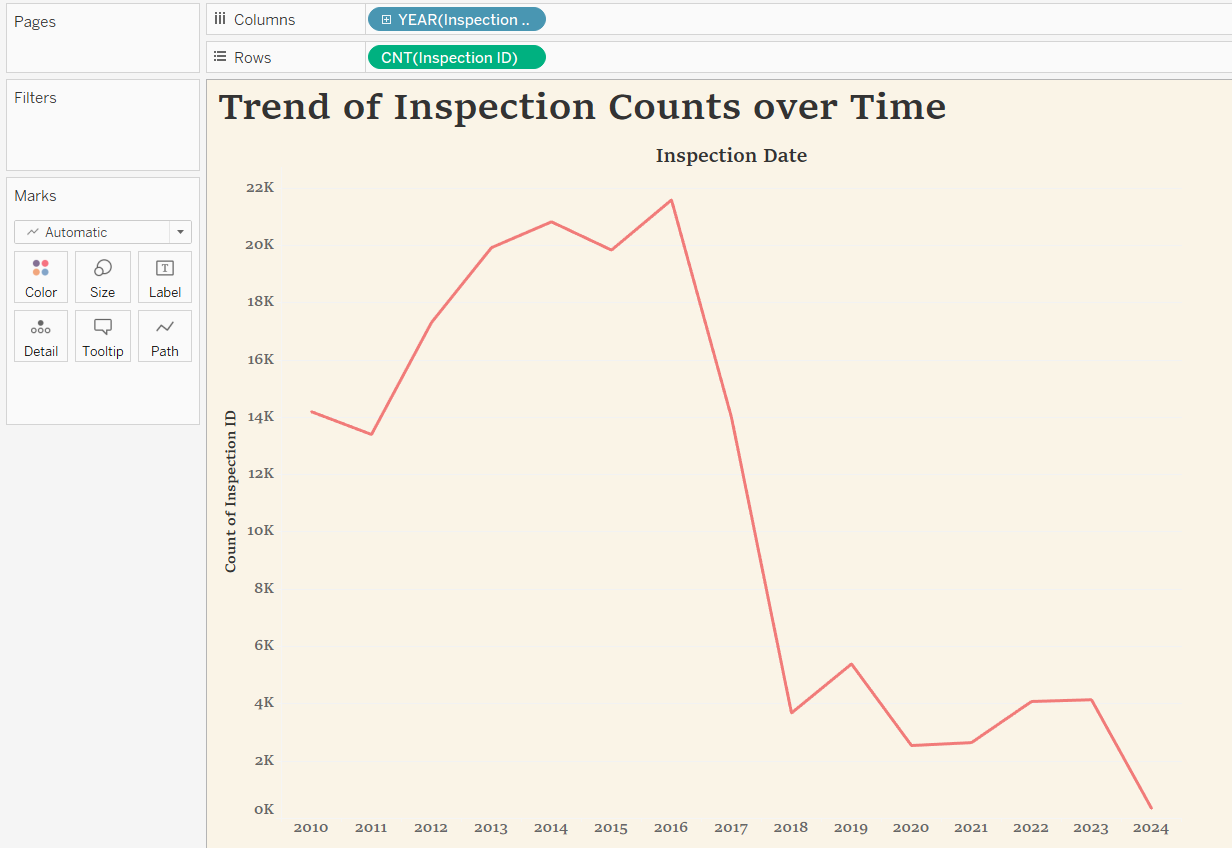 Pages
Columns
YEAR(Inspection ..
Rows
CNT(Inspection ID)
Filters
Marks
Automatic
Color Size Label
Detail Tooltip Path
Trend of Inspection Counts over Time
Inspection Date
Count of Inspection ID
22K
20K
18K
16K
14K
12K
10K
8K
6K
4K
2K
0K
2010 2011 2012 2013 2014 2015 2016 2017 2018 2019 2020 2021 2022 2023 2024